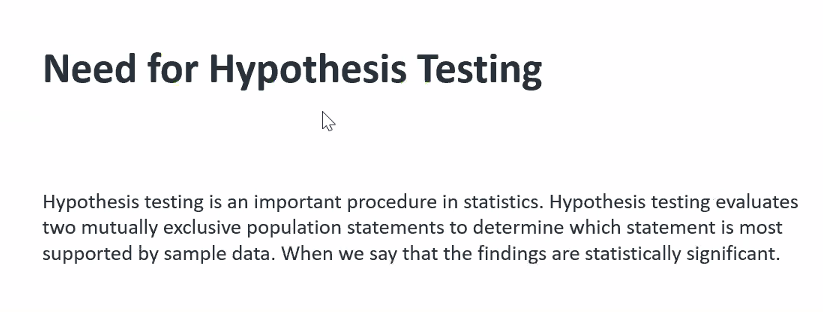 Need for Hypothesis Testing
Hypothesis testing is an important procedure in statistics. Hypothesis testing evaluates
two mutually exclusive population statements to determine which statement is most
supported by sample data. When we say that the findings are statistically significant.